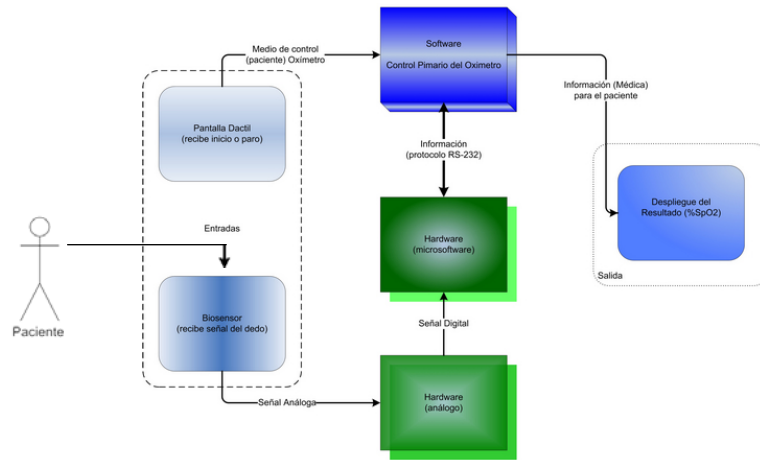 Medio de control
(paciente) Oxímetro
Software
Control Pimario del Oximetro
Información (Médica)
para el paciente
Pantalla Dactil
(recibe inicio o paro)
Información
(protocolo RS-232)
Despliegue del
Resultado (%SpO2)
Entradas
Hardware
(microsoftware)
Salida
Paciente
Biosensor
(recibe señal del dedo)
Señal Digital
Señal Análoga
Hardware
(análogo)